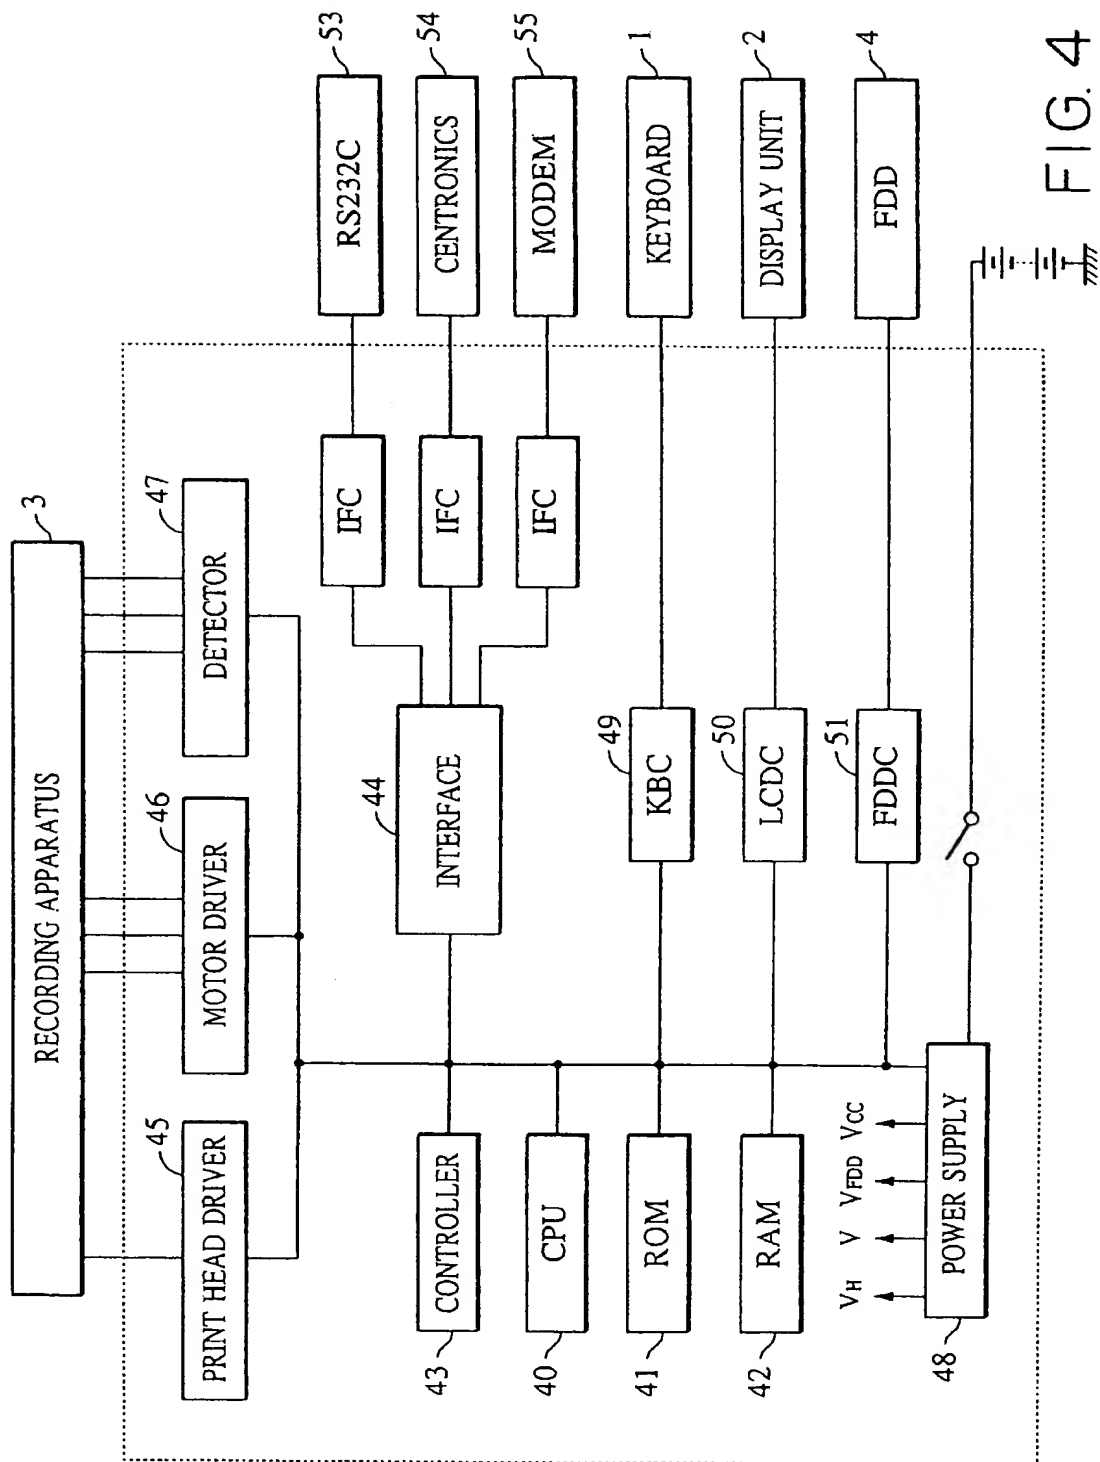 3
RECORDING APPARATUS
45
PRINT HEAD DRIVER
46
MOTOR DRIVER
47
DETECTOR
43
CONTROLLER
44
INTERFACE
IFC
RS232C
53
IFC
CENTRONICS
54
IFC
MODEM
55
40
CPU
41
ROM
49
KBC
KEYBOARD
1
42
RAM
50
LCDC
DISPLAY UNIT
2
51
FDDC
FDD
4
VH V VFDD VCC
48
POWER SUPPLY
FIG. 4